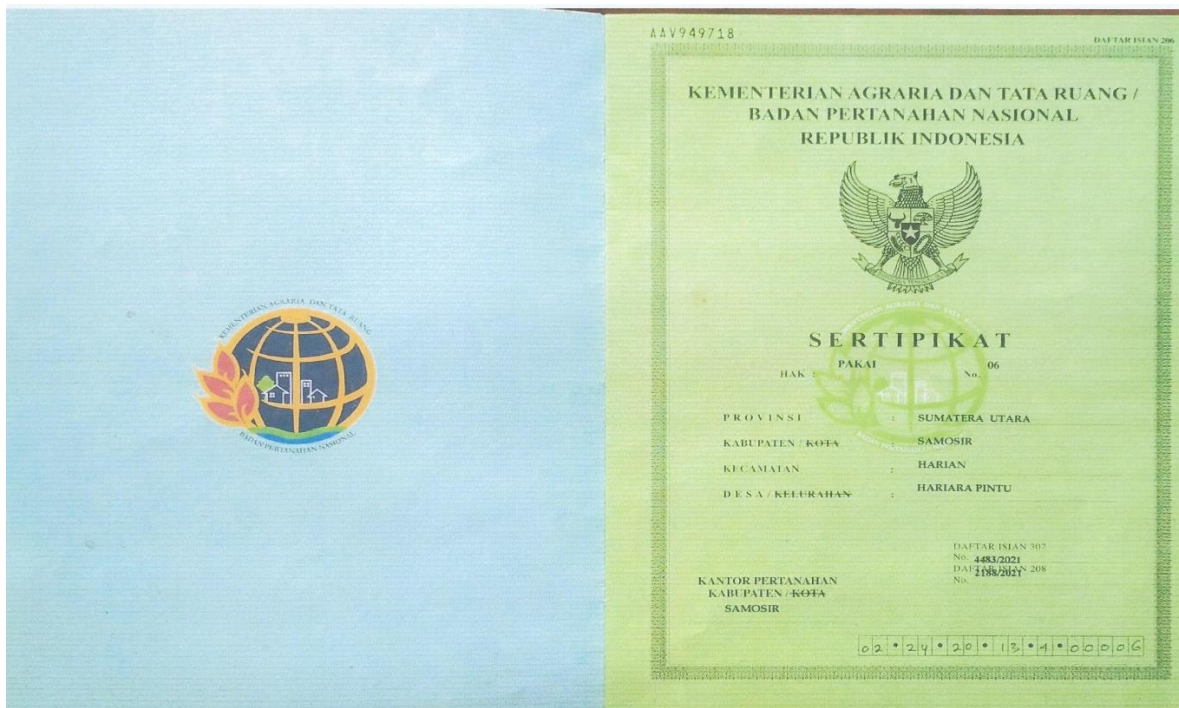 KEMENTERIAN AGRARIA DAN TATA RUANG
BADAN PERTANAHAN NASIONAL
AAV949718
DAFTAR ISIAN 206
KEMENTERIAN AGRARIA DAN TATA RUANG /
BADAN PERTANAHAN NASIONAL
REPUBLIK INDONESIA
SERTIPIKAT
HAK : PAKAI No. 06
PROVINSI : SUMATERA UTARA
KABUPATEN / KOTA : SAMOSIR
KECAMATAN : HARIAN
DESA / KELURAHAN : HARIARA PINTU
DAFTAR ISIAN 307
No. 4483/2021
DAFTAR ISIAN 208
No. 2188/2021
KANTOR PERTANAHAN
KABUPATEN / KOTA
SAMOSIR
02 • 24 • 20 • 13 • 4 • 00006